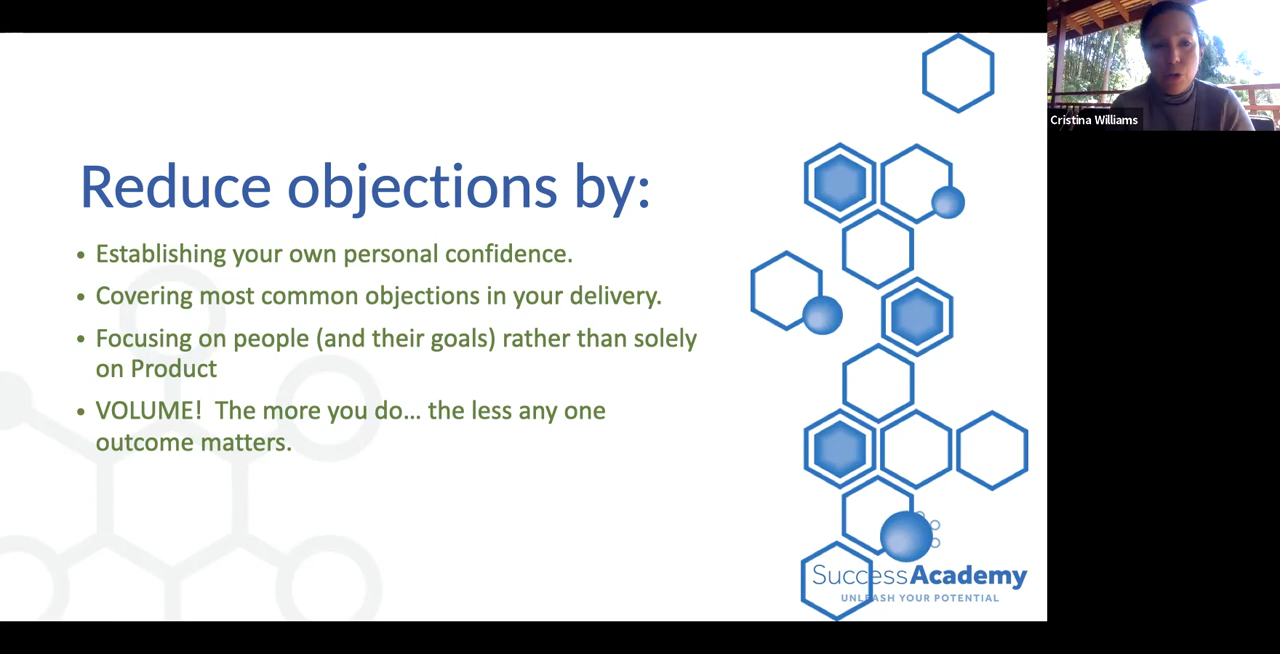 Reduce objections by:
• Establishing your own personal confidence.
• Covering most common objections in your delivery.
• Focusing on people (and their goals) rather than solely
on Product
• VOLUME!  The more you do... the less any one
outcome matters.
SuccessAcademy
UNLEASH YOUR POTENTIAL
Cristina Williams